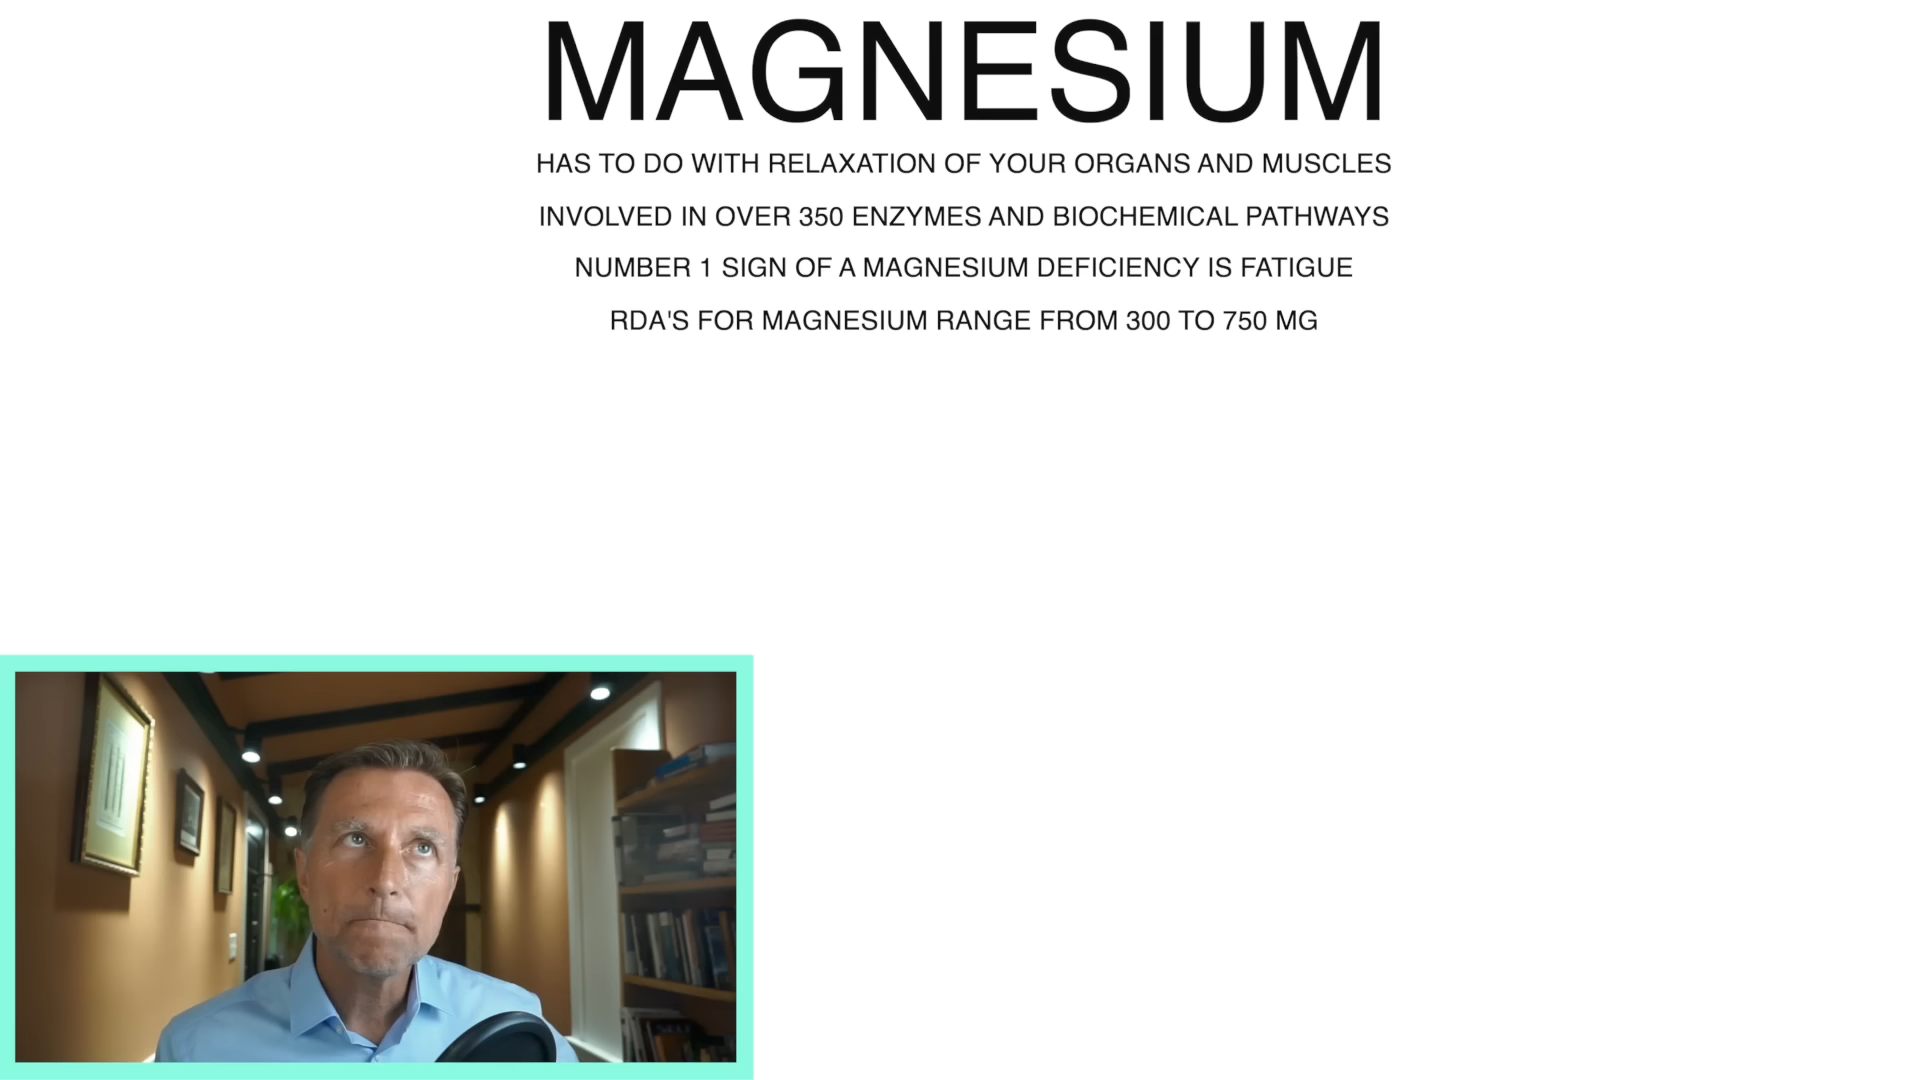 MAGNESIUM
HAS TO DO WITH RELAXATION OF YOUR ORGANS AND MUSCLES
INVOLVED IN OVER 350 ENZYMES AND BIOCHEMICAL PATHWAYS
NUMBER 1 SIGN OF A MAGNESIUM DEFICIENCY IS FATIGUE
RDA'S FOR MAGNESIUM RANGE FROM 300 TO 750 MG